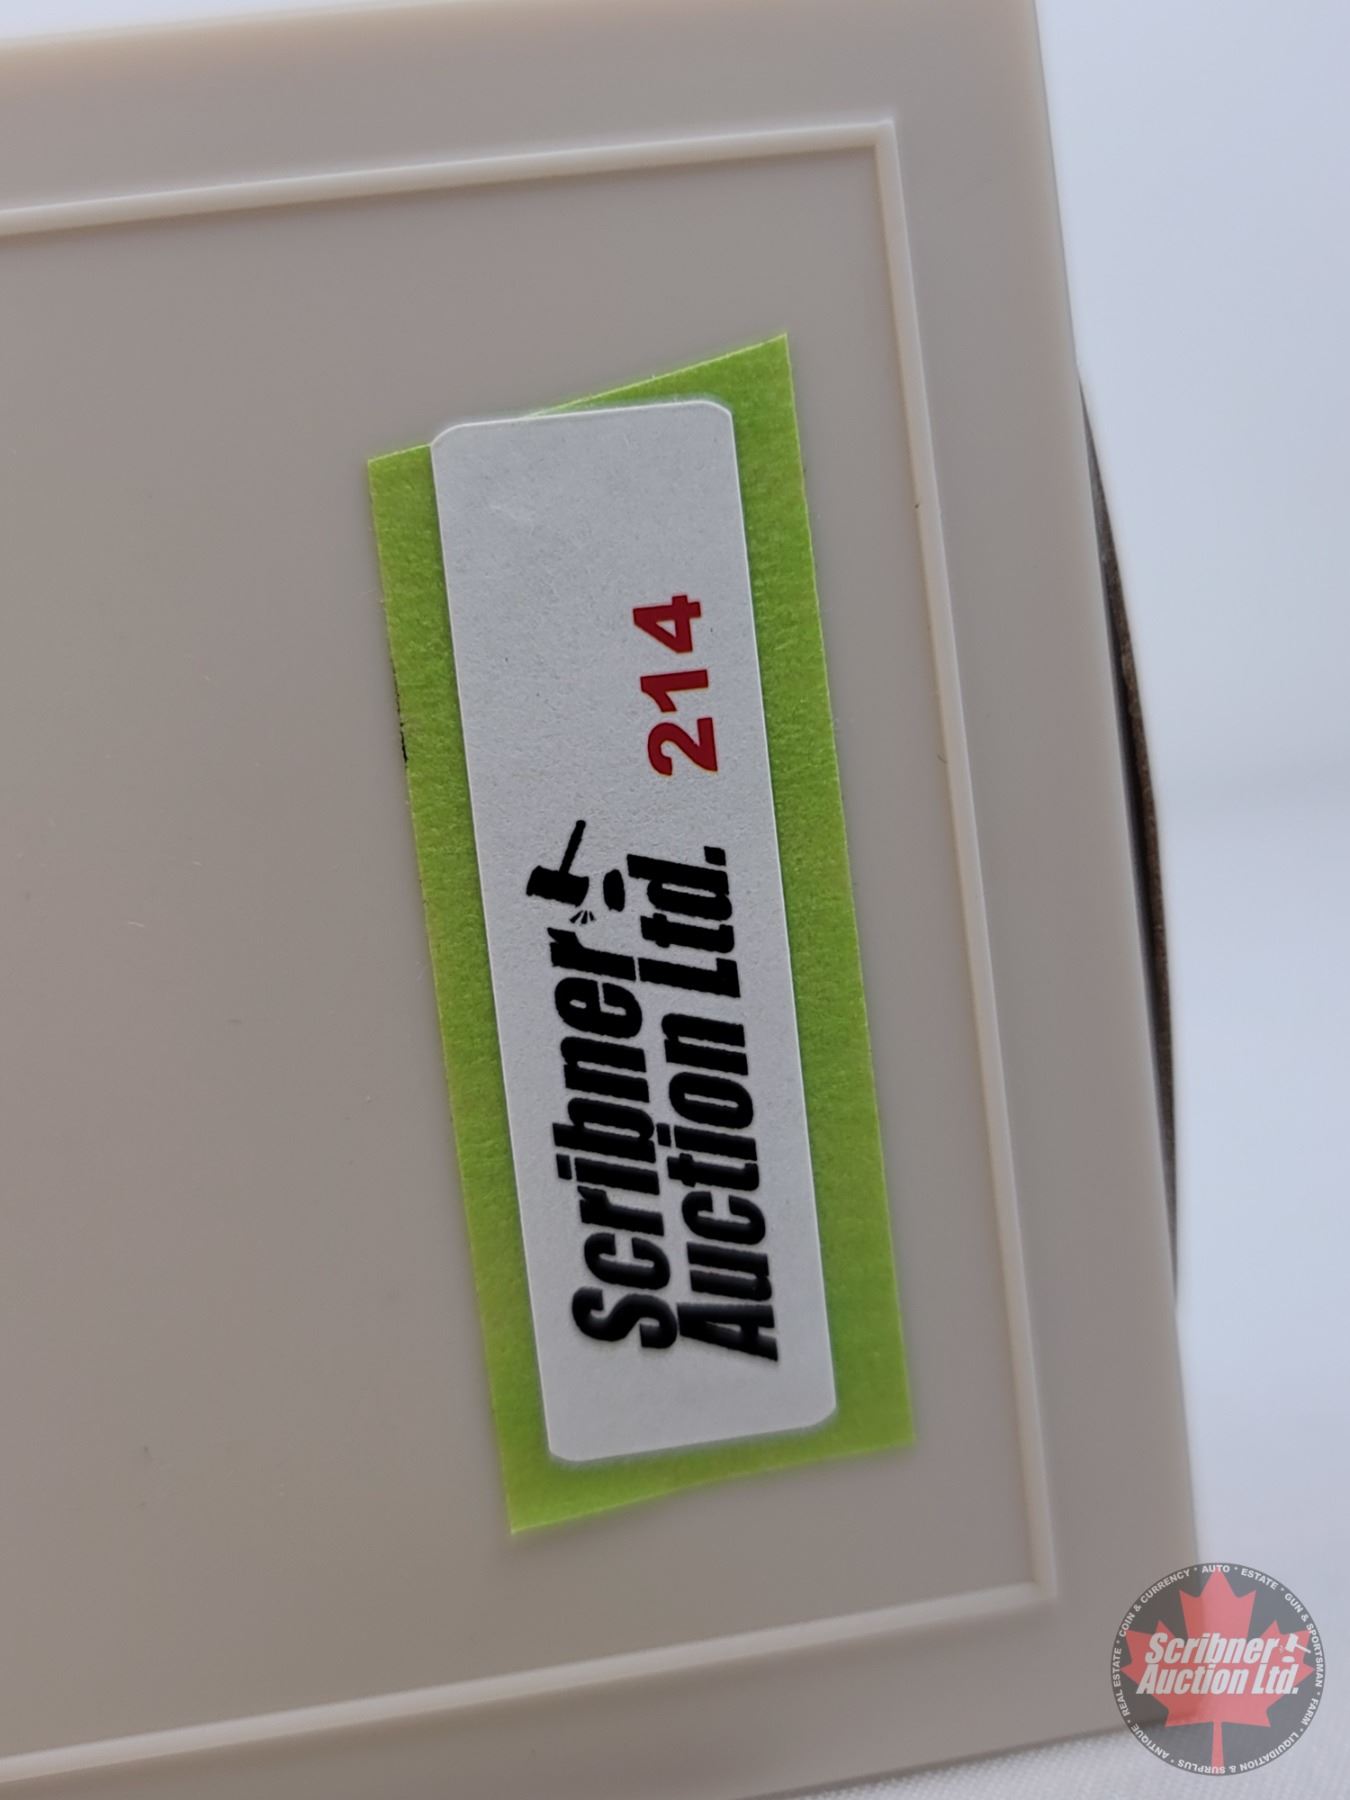 Scribner
Auction Ltd.
214
COIN & CURRENCY • AUTO • ESTATE • GUN & SPORTSMAN • FARM • LIQUIDATION & SURPLUS • ANTIQUE • REAL ESTATE •
Scribner
Auction Ltd.